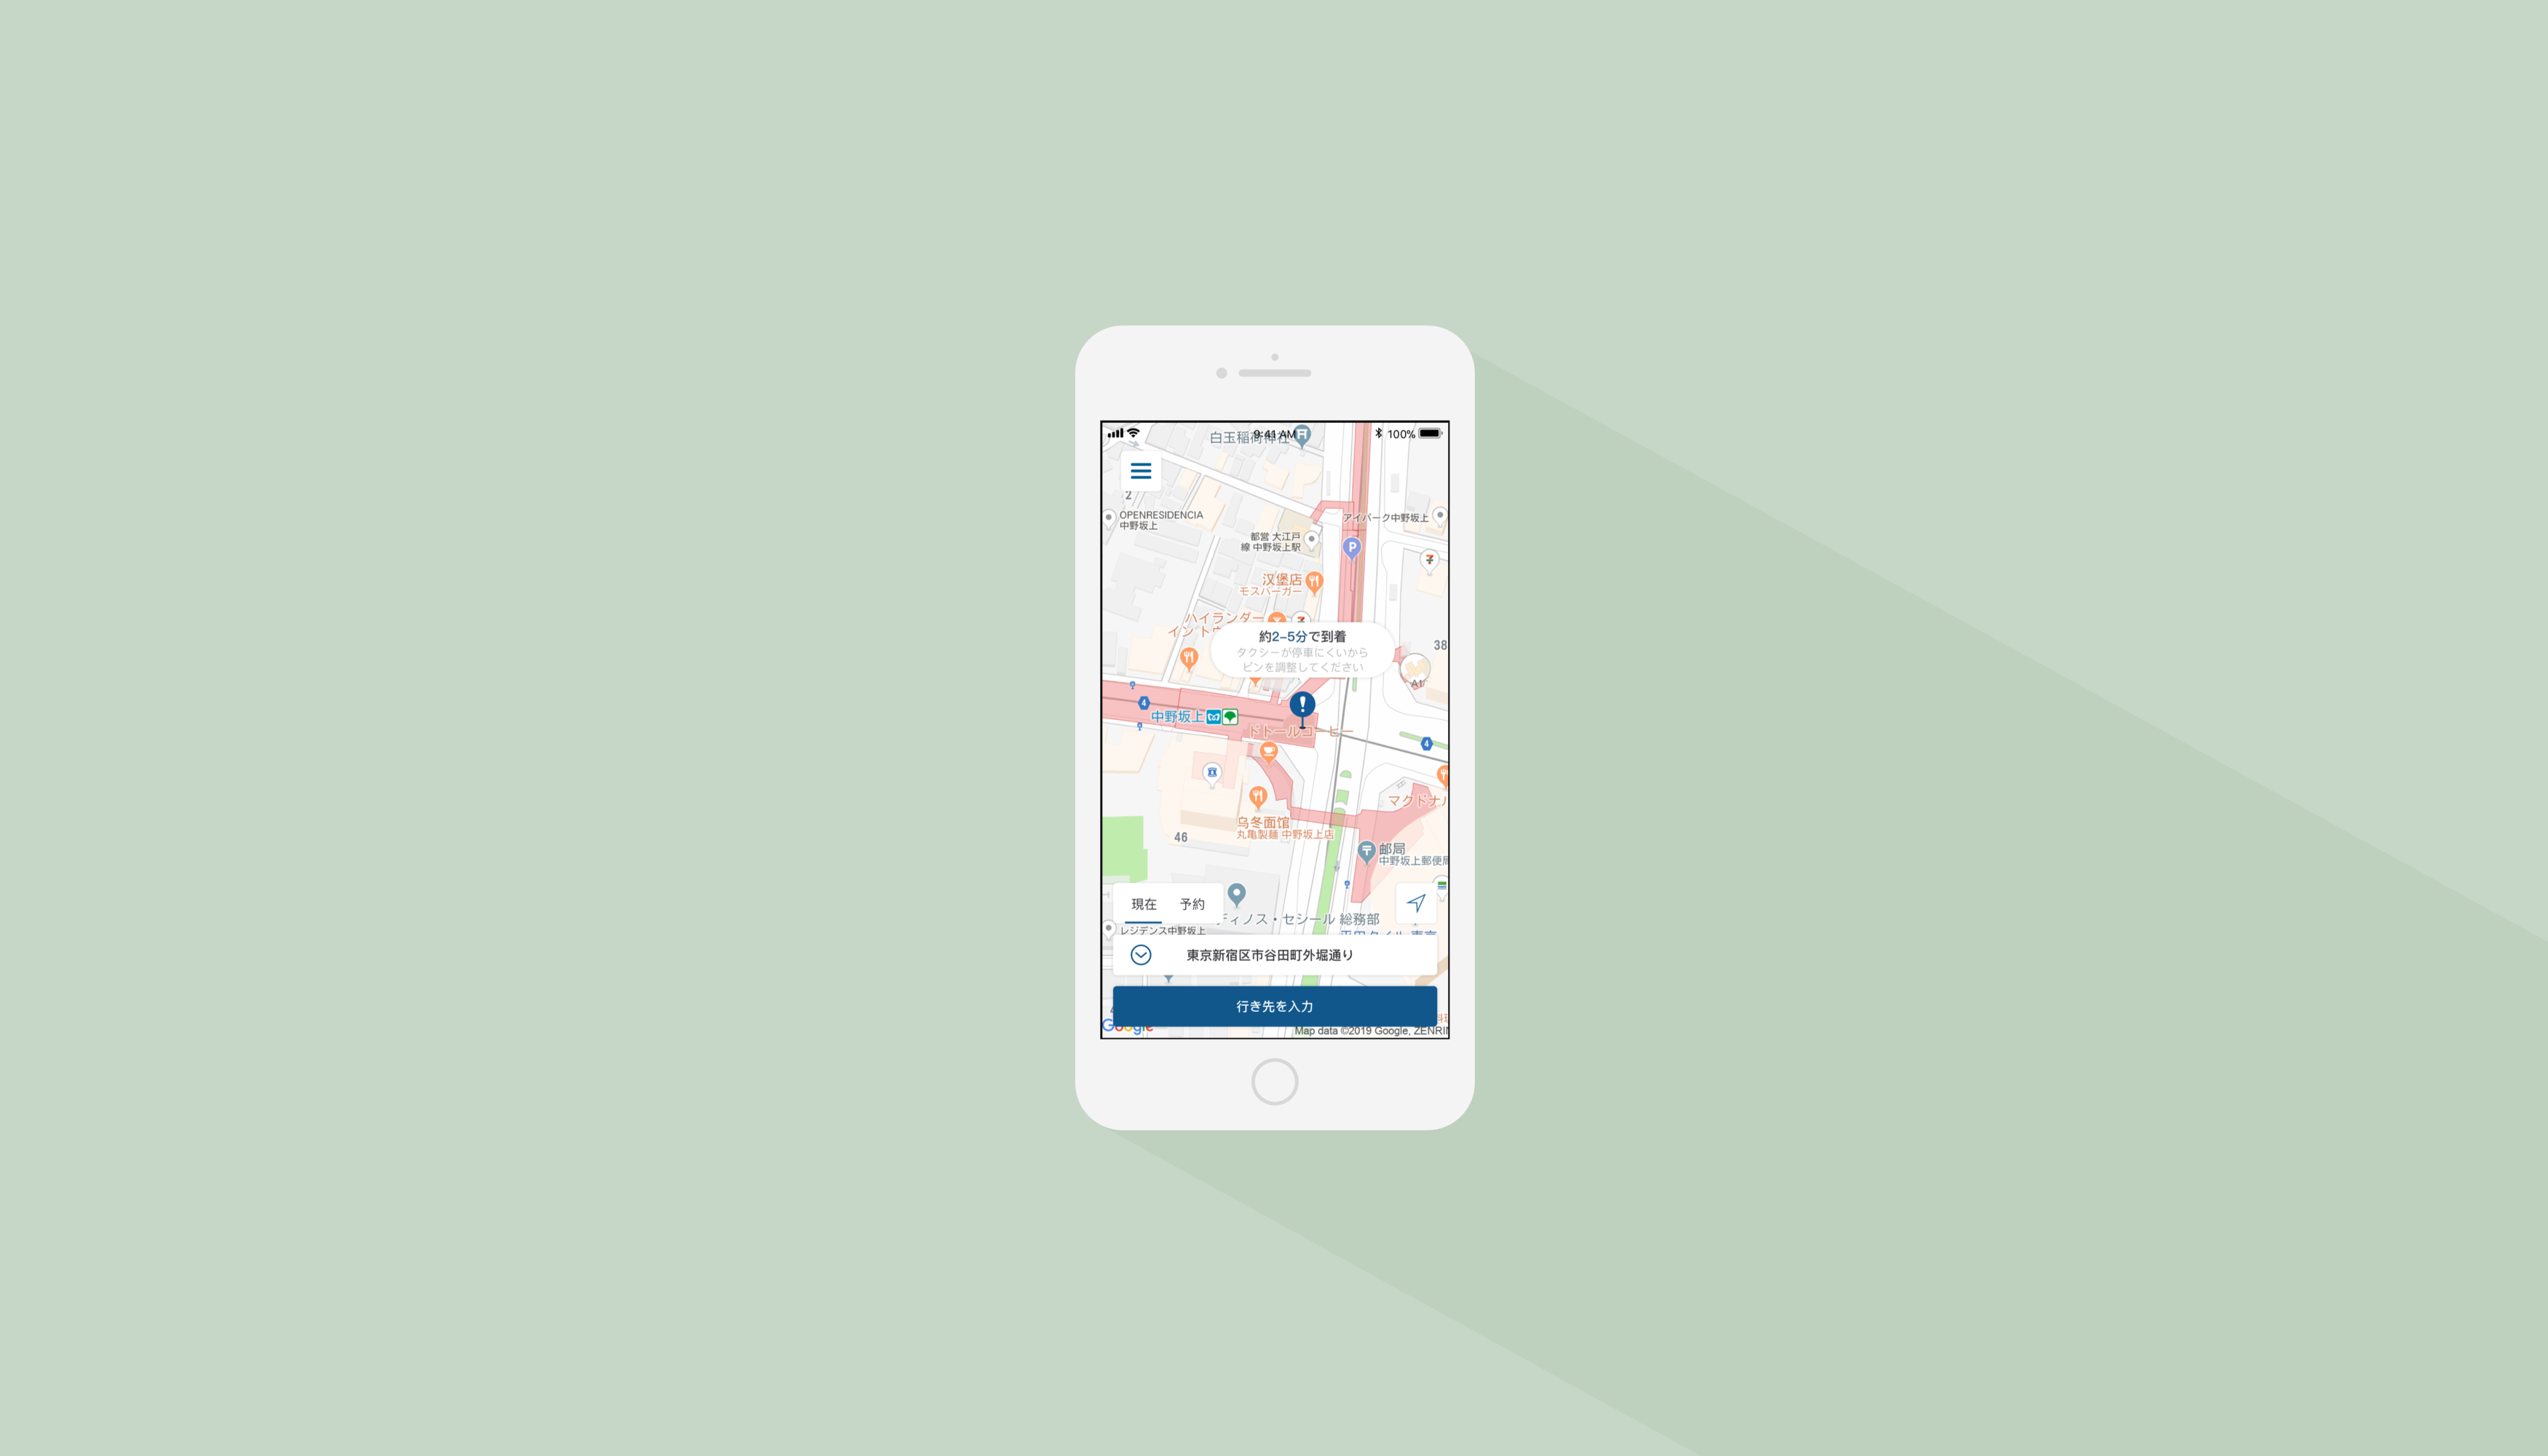 9:41 AM
100%
白玉稲荷神社
2
OPENRESIDENCIA
中野坂上
アイパーク中野坂上
都営 大江戸
線 中野坂上駅
P
汉堡店
モスバーガー
ハイランダー
イン ト
約2-5分で到着
タクシーが停車にくいから
ピンを調整してください
38
At
4
中野坂上
ドトールコーヒー
4
マクドナル
乌冬面馆
丸亀製麺 中野坂上店
46
邮局
中野坂上郵便局
現在 予約
ディノス・セシール 総務部
レジデンス中野坂上
東京新宿区市谷田町外堀通り
行き先を入力
Google
Map data ©2019 Google, ZENRIN